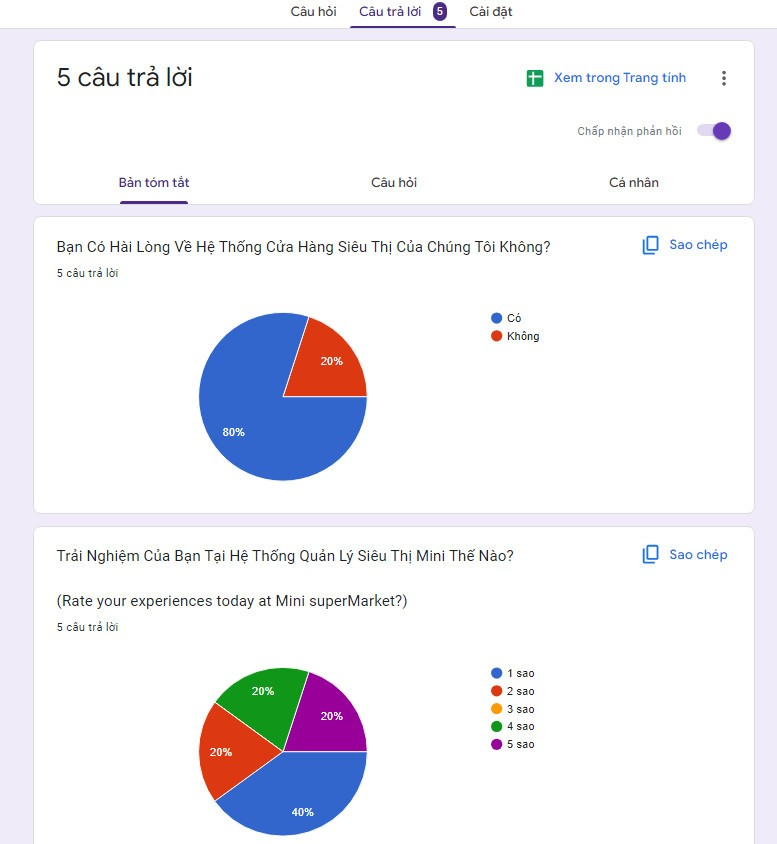 Câu hỏi Câu trả lời 5 Cài đặt
5 câu trả lời
Xem trong Trang tính
Chấp nhận phản hồi
Bản tóm tắt Câu hỏi Cá nhân
Bạn Có Hài Lòng Về Hệ Thống Cửa Hàng Siêu Thị Của Chúng Tôi Không?
Sao chép
5 câu trả lời
Có
Không
20%
80%
Trải Nghiệm Của Bạn Tại Hệ Thống Quản Lý Siêu Thị Mini Thế Nào?
Sao chép
(Rate your experiences today at Mini superMarket?)
5 câu trả lời
1 sao
2 sao
3 sao
4 sao
5 sao
20%
20%
20%
40%